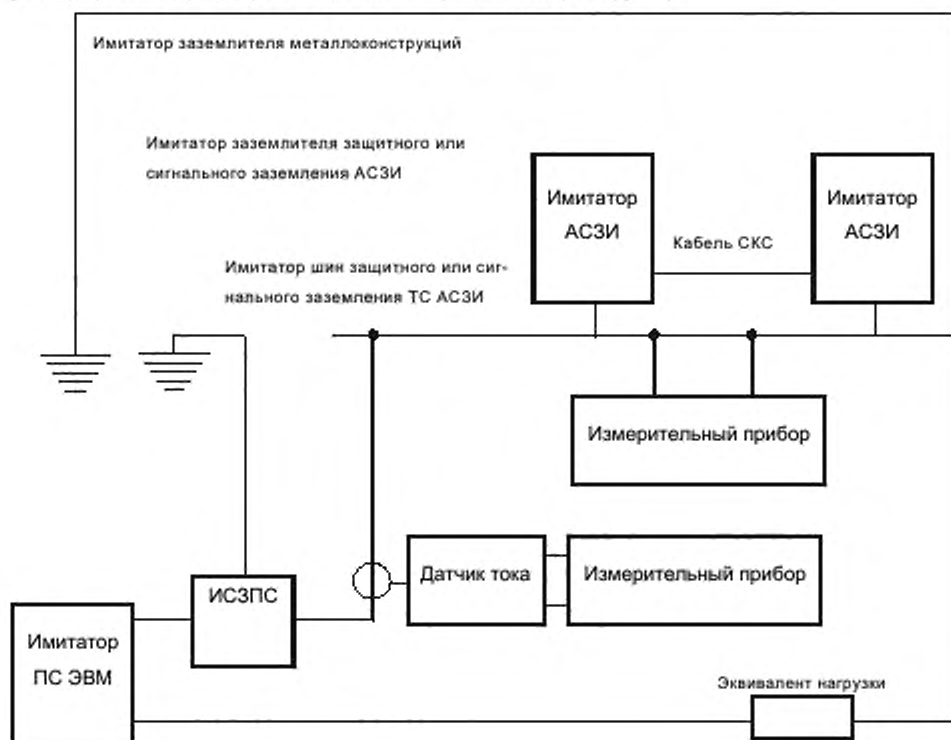 Имитатор заземлителя металлоконструкций
Имитатор заземлителя защитного или
сигнального заземления АСЗИ
Имитатор
АСЗИ
Имитатор
АСЗИ
Кабель СКС
Имитатор шин защитного или сиг-
нального заземления ТС АСЗИ
Измерительный прибор
Датчик тока
Измерительный прибор
ИСЗПС
Имитатор
ПС ЭВМ
Эквивалент нагрузки